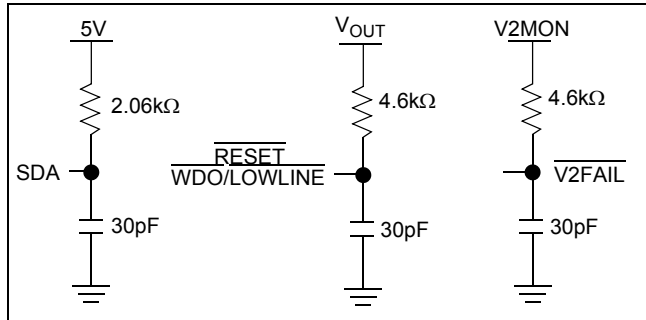 5V
2.06kΩ
SDA
30pF
VOUT
4.6kΩ
RESET
WDO/LOWLINE
30pF
V2MON
4.6kΩ
V2FAIL
30pF